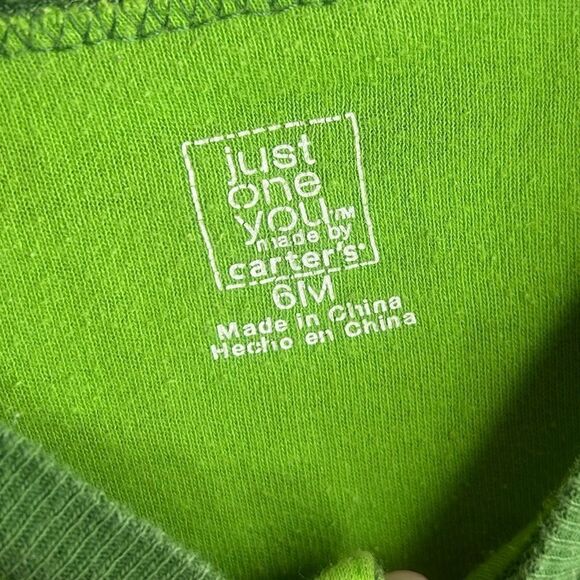 just
one
you™
made by
carter's®
6M
Made in China
Hecho en China